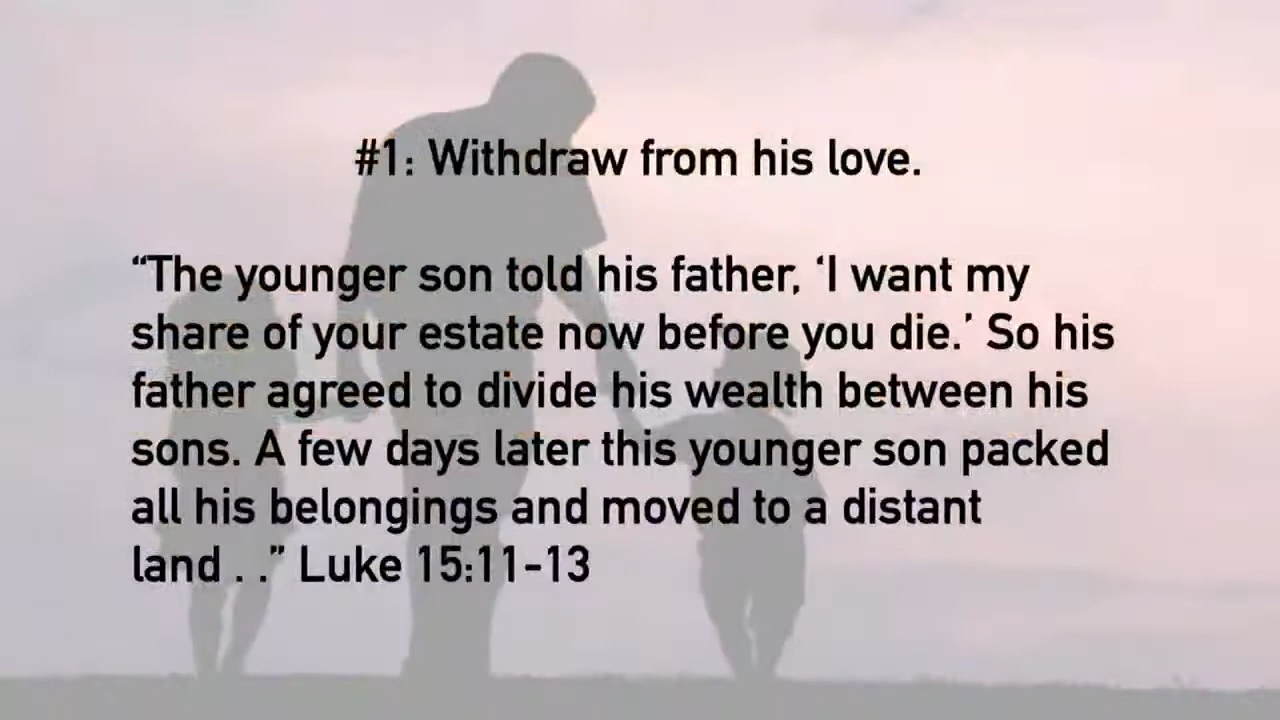 #1: Withdraw from his love.
“The younger son told his father, ‘I want my
share of your estate now before you die.’ So his
father agreed to divide his wealth between his
sons. A few days later this younger son packed
all his belongings and moved to a distant
land . .” Luke 15:11-13